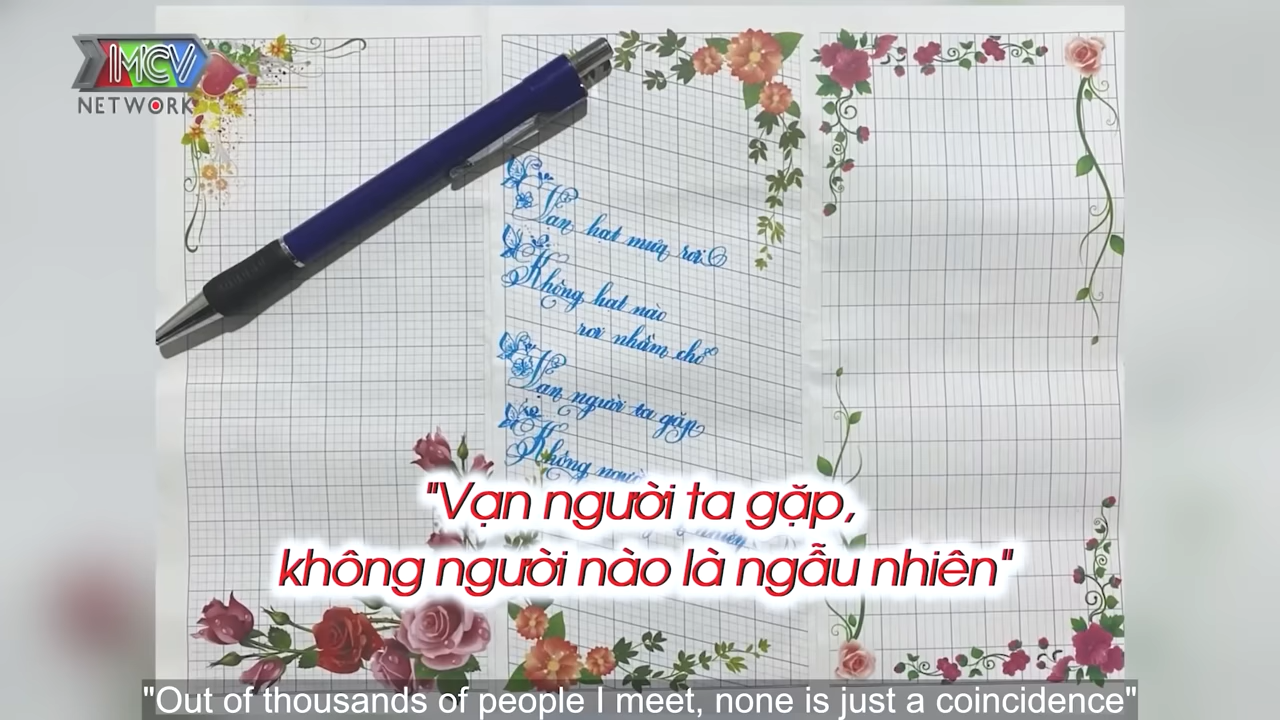 MCV
NETWORK
Vạn hạt mưa rơi
Không hạt nào
rơi nhầm chỗ
Vạn người ta gặp
Không người
"Vạn người ta gặp,
không người nào là ngẫu nhiên"
"Out of thousands of people I meet, none is just a coincidence"